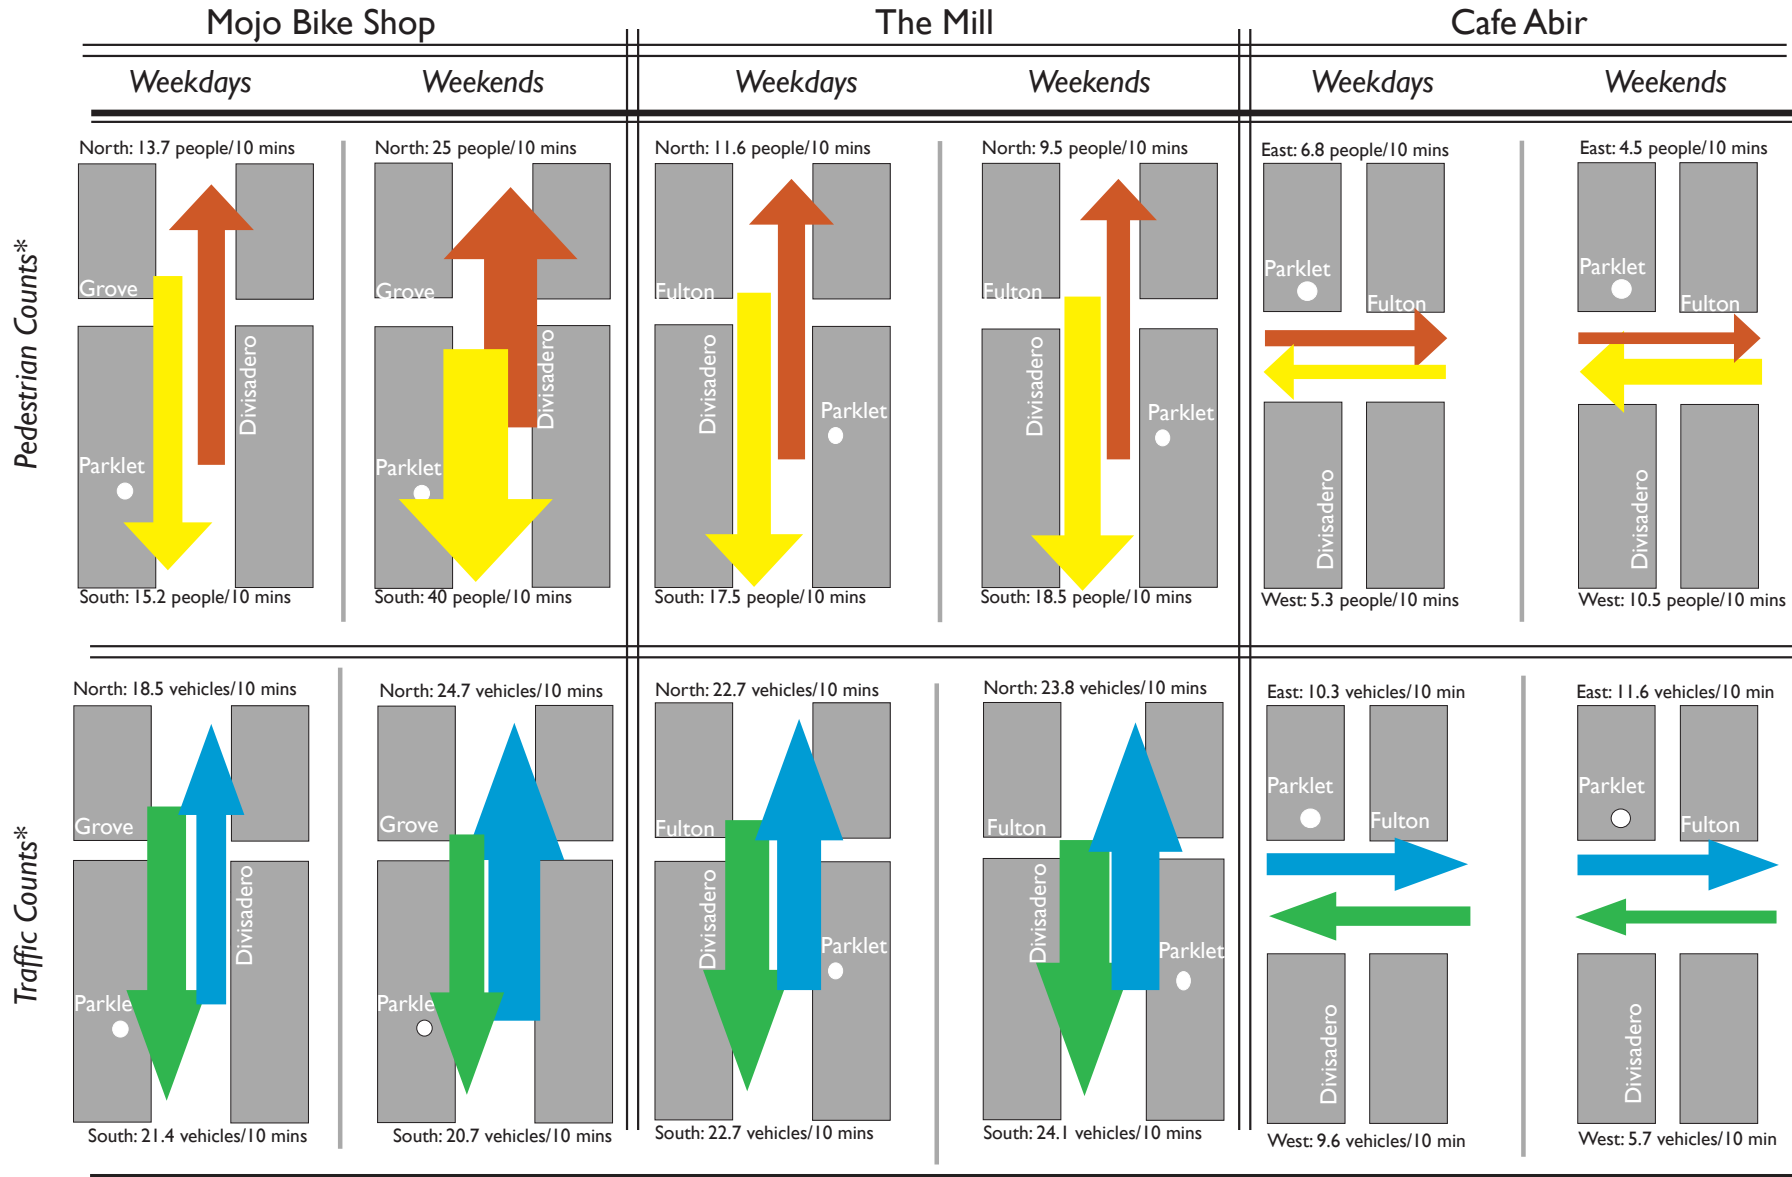 Mojo Bike Shop
The Mill
Cafe Abir
Weekdays
Weekends
Weekdays
Weekends
Weekdays
Weekends
Pedestrian Counts*
North: 13.7 people/10 mins
Grove
Divisadero
Parklet
South: 15.2 people/10 mins
North: 25 people/10 mins
Grove
Divisadero
Parklet
South: 40 people/10 mins
North: 11.6 people/10 mins
Fulton
Divisadero
Parklet
South: 17.5 people/10 mins
North: 9.5 people/10 mins
Fulton
Divisadero
Parklet
South: 18.5 people/10 mins
East: 6.8 people/10 mins
Parklet
Fulton
Divisadero
West: 5.3 people/10 mins
East: 4.5 people/10 mins
Parklet
Fulton
Divisadero
West: 10.5 people/10 mins
Traffic Counts*
North: 18.5 vehicles/10 mins
Grove
Divisadero
Parkle
South: 21.4 vehicles/10 mins
North: 24.7 vehicles/10 mins
Grove
Parkle
South: 20.7 vehicles/10 mins
North: 22.7 vehicles/10 mins
Fulton
Divisadero
Parklet
South: 22.7 vehicles/10 mins
North: 23.8 vehicles/10 mins
Fulton
Divisadero
Parklet
South: 24.1 vehicles/10 mins
East: 10.3 vehicles/10 min
Parklet
Fulton
Divisadero
West: 9.6 vehicles/10 min
East: 11.6 vehicles/10 min
Parklet
Fulton
Divisadero
West: 5.7 vehicles/10 min